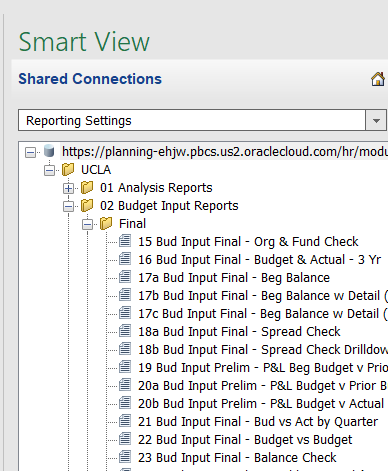 Smart View
Shared Connections
Reporting Settings
https://planning-ehjw.pbcs.us2.oraclecloud.com/hr/modu
UCLA
01 Analysis Reports
02 Budget Input Reports
Final
15 Bud Input Final - Org & Fund Check
16 Bud Input Final - Budget & Actual - 3 Yr
17a Bud Input Final - Beg Balance
17b Bud Input Final - Beg Balance w Detail (
17c Bud Input Final - Beg Balance w Detail (
18a Bud Input Final - Spread Check
18b Bud Input Final - Spread Check Drilldow
19 Bud Input Prelim - P&L Beg Budget v Prio
20a Bud Input Prelim - P&L Budget v Prior B
20b Bud Input Prelim - P&L Budget v Actual
21 Bud Input Final - Bud vs Act by Quarter
22 Bud Input Final - Budget vs Budget
23 Bud Input Final - Balance Check